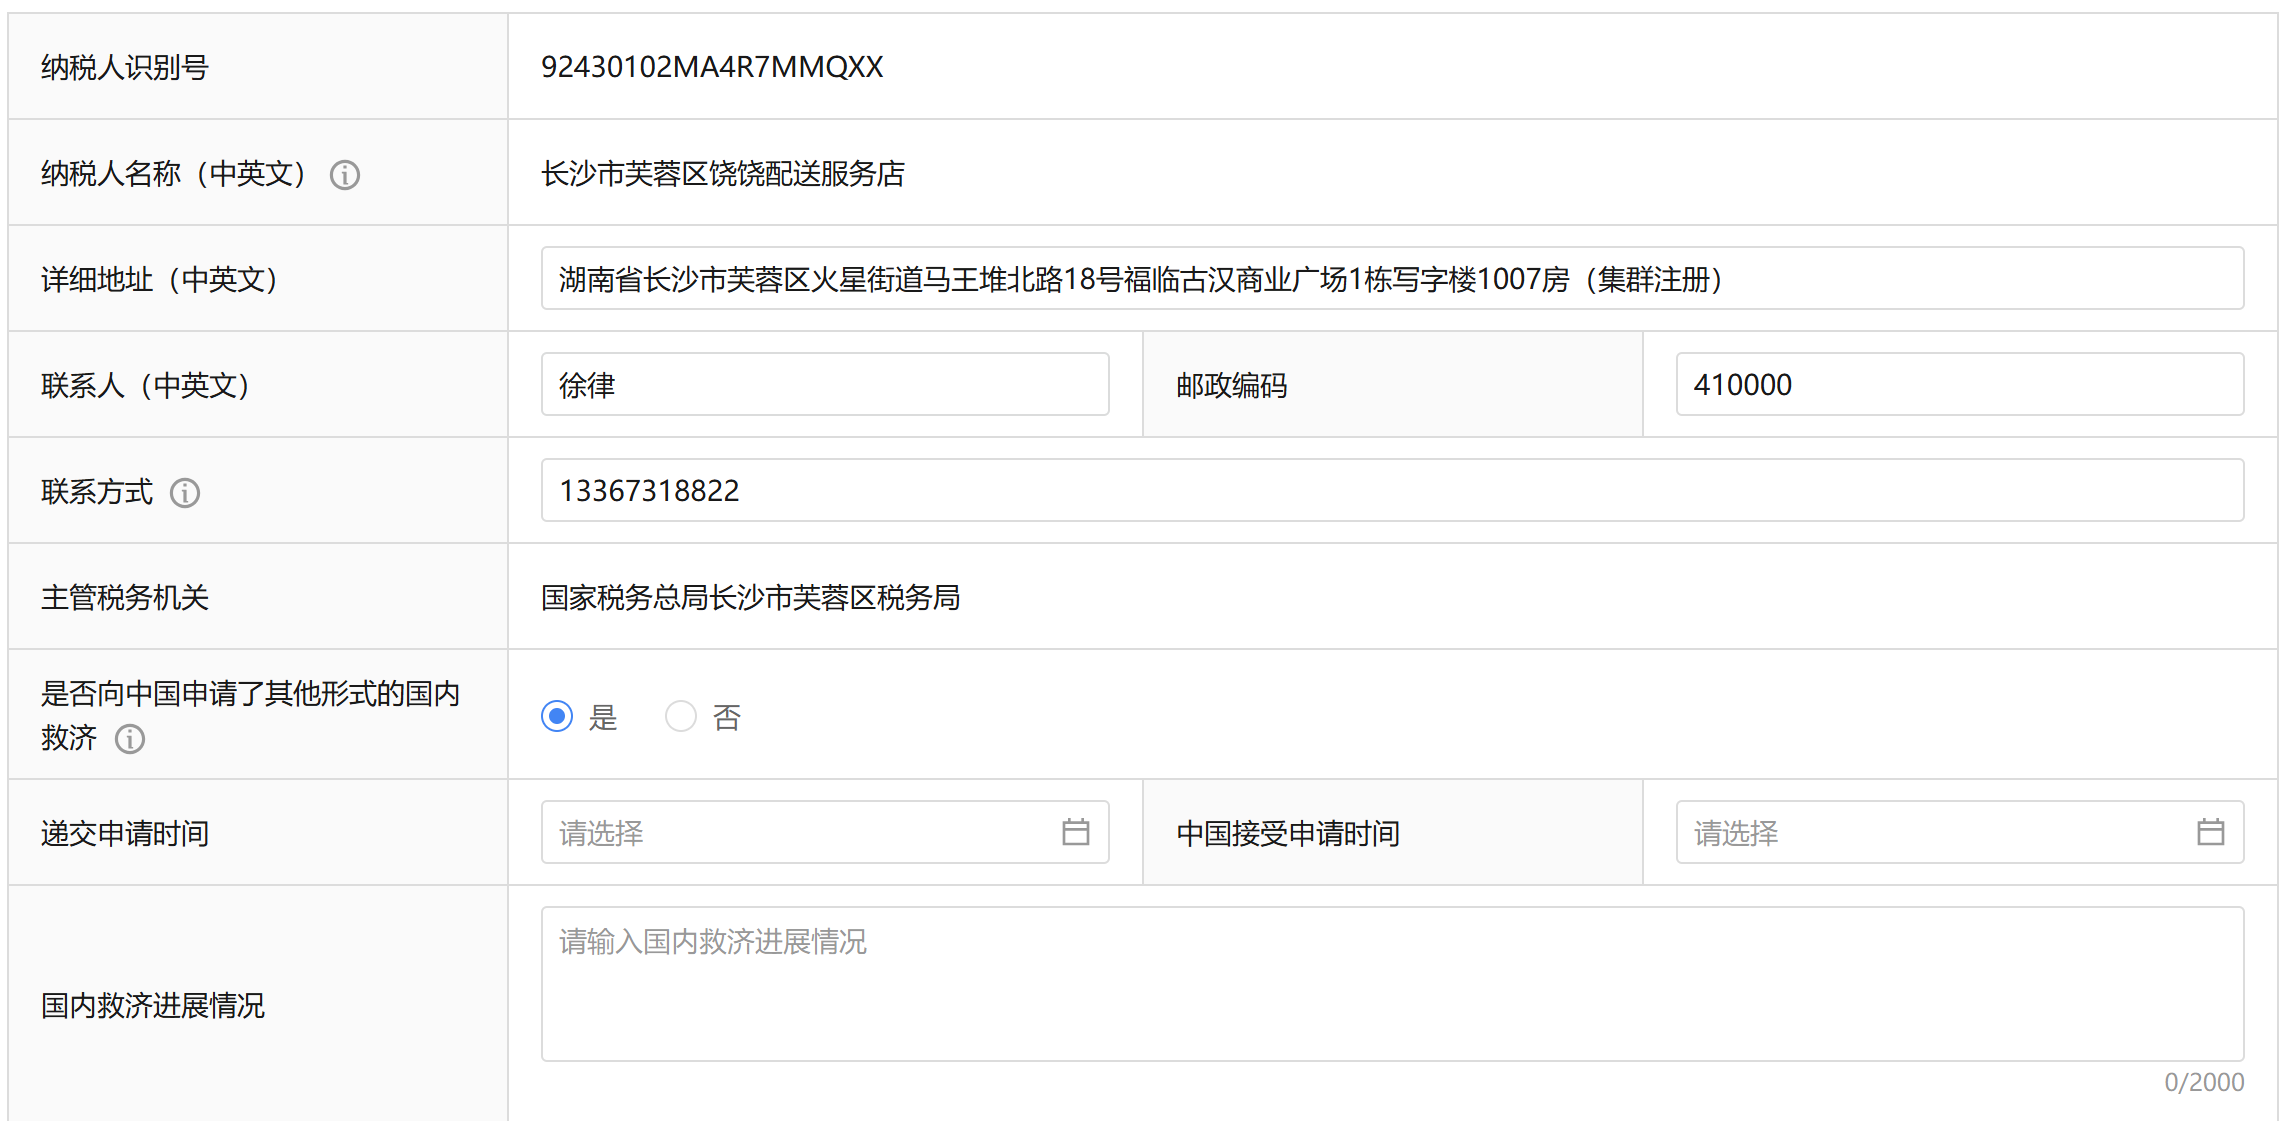 纳税人识别号
92430102MA4R7MMQXX
纳税人名称（中英文）
长沙市芙蓉区饶饶配送服务店
详细地址（中英文）
湖南省长沙市芙蓉区火星街道马王堆北路18号福临古汉商业广场1栋写字楼1007房（集群注册）
联系人（中英文）
徐律
邮政编码
410000
联系方式
13367318822
主管税务机关
国家税务总局长沙市芙蓉区税务局
是否向中国申请了其他形式的国内
救济
是
否
递交申请时间
请选择
中国接受申请时间
请选择
国内救济进展情况
请输入国内救济进展情况
0/2000